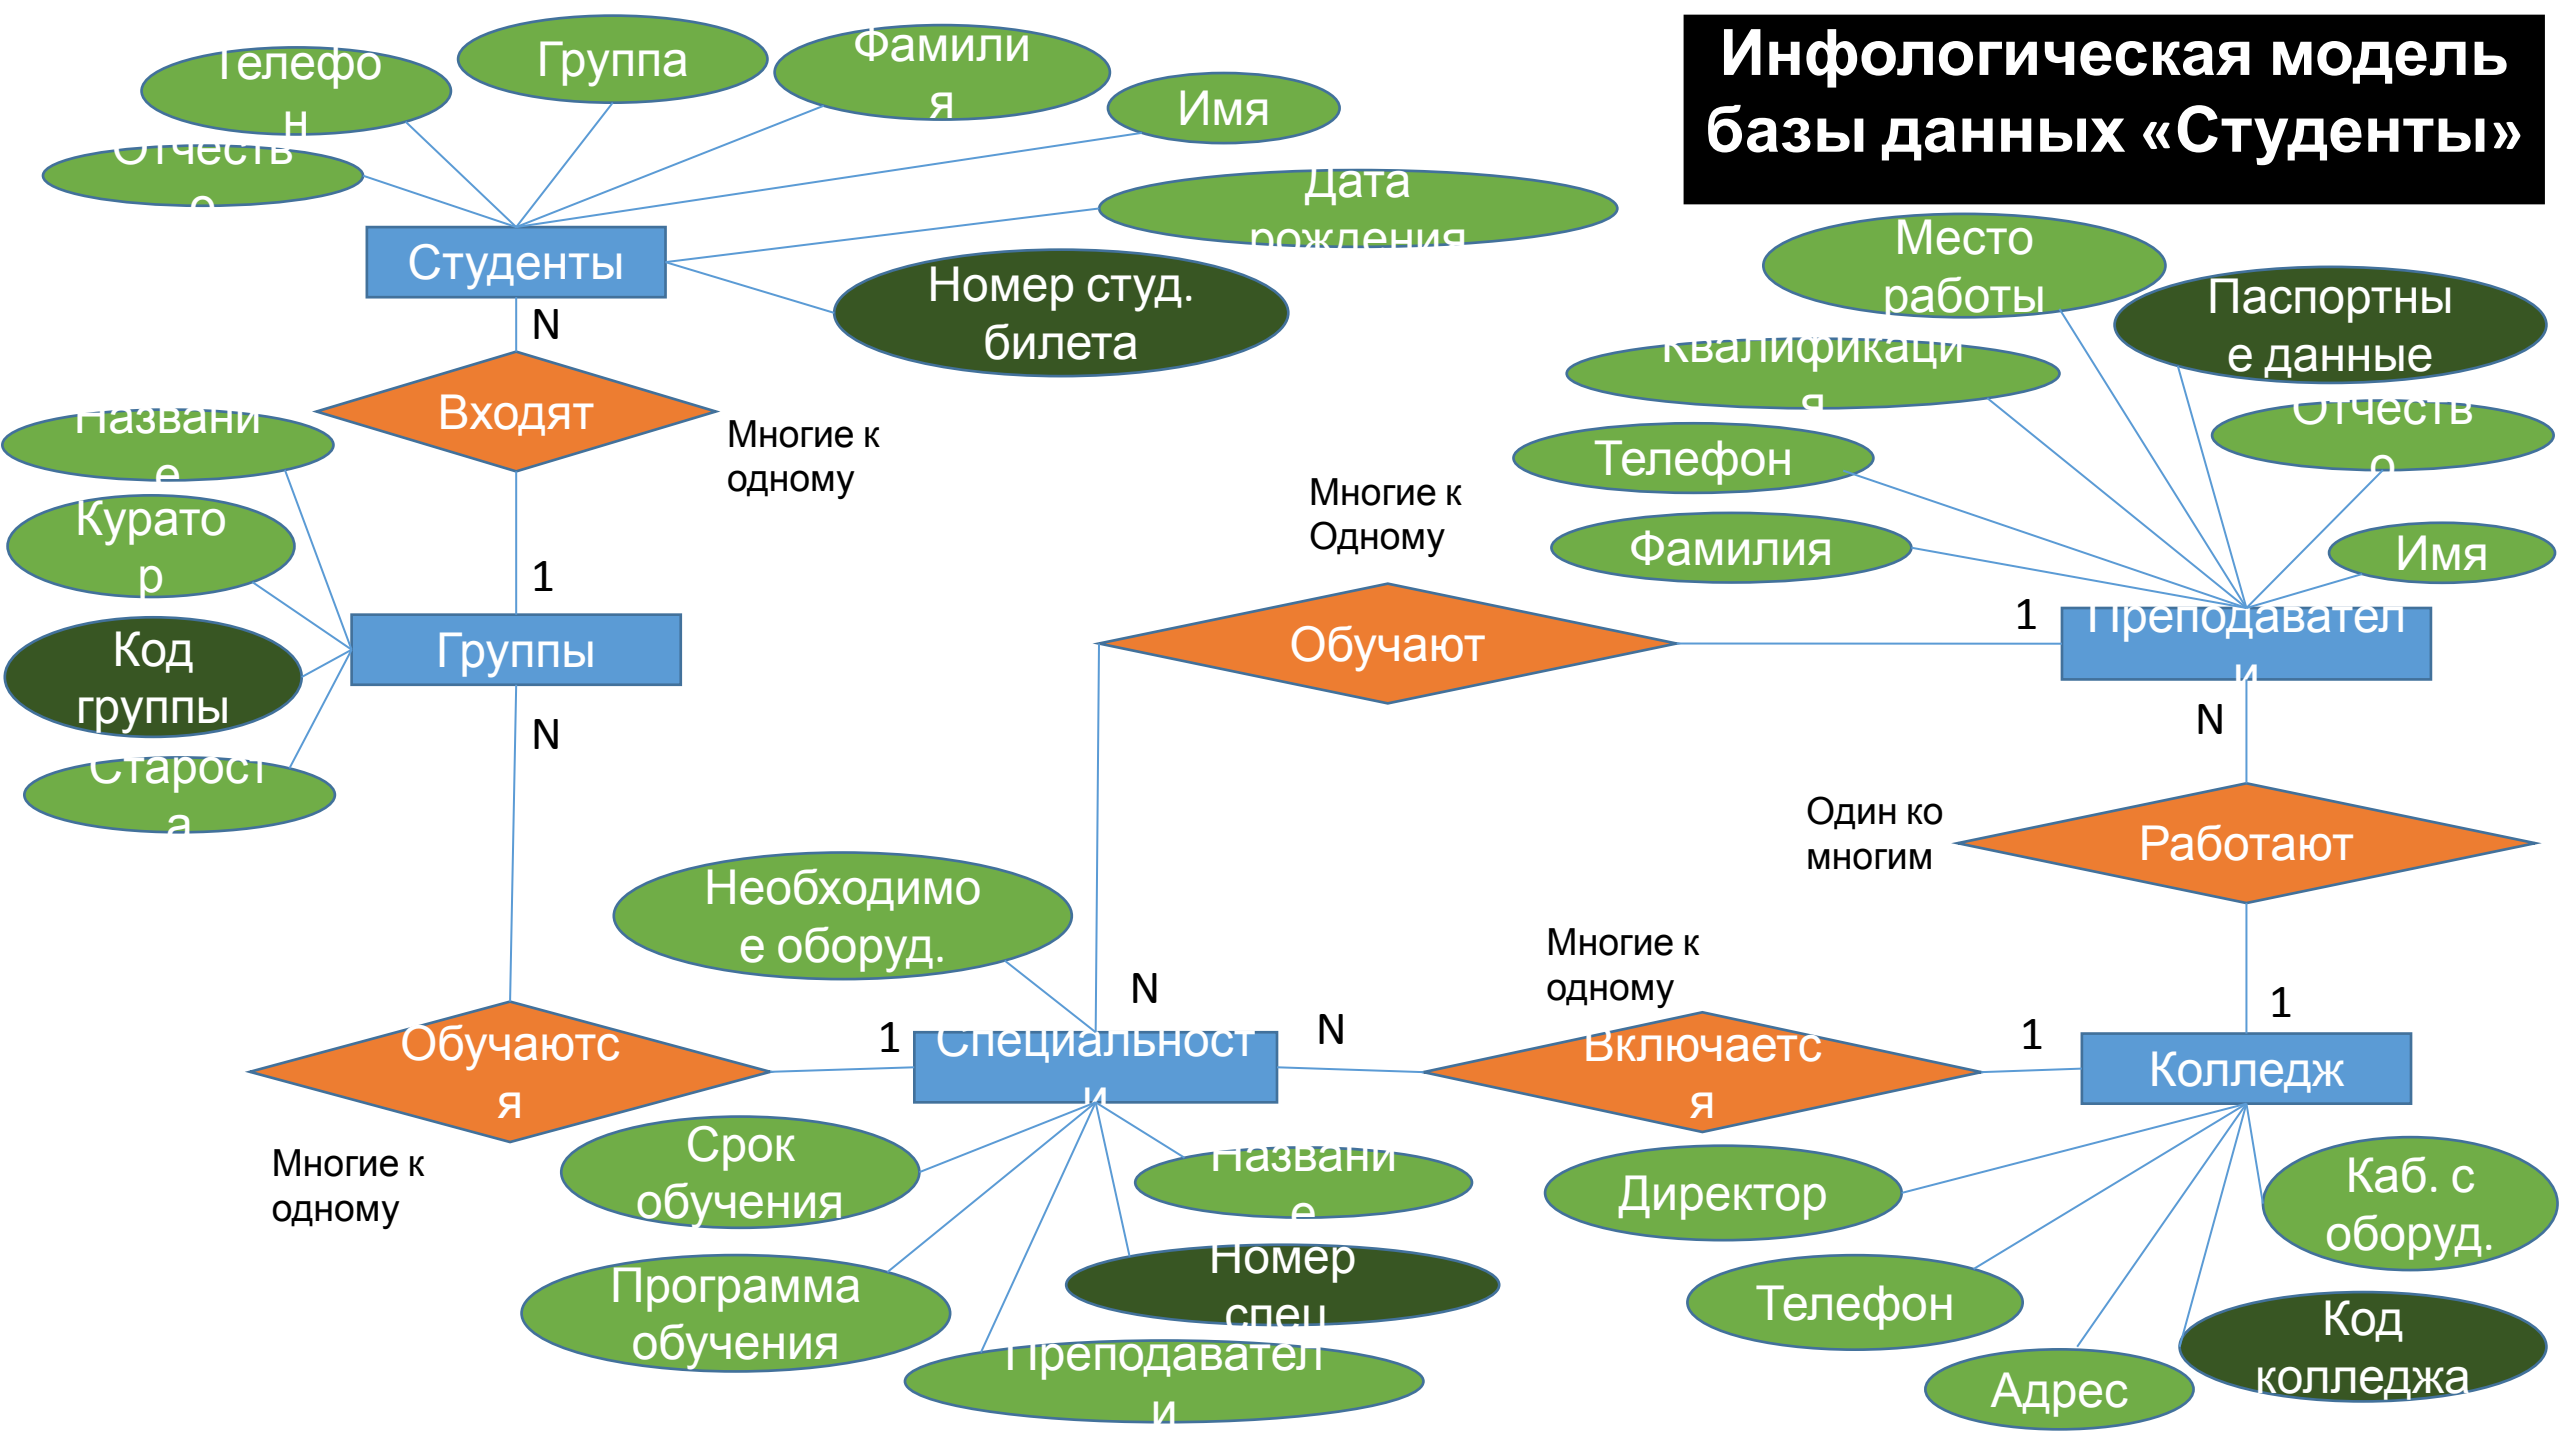 Инфологическая модель
базы данных «Студенты»
Телефо
н
Группа
Фамили
я
Имя
Отчеств
о
Дата
рождения
Студенты
Номер студ.
билета
N
Входят
Многие к
одному
Названи
е
Курато
р
1
Группы
Код
группы
Старост
а
N
Место
работы
Паспортны
е данные
Квалификаци
я
Отчеств
о
Телефон
Фамилия
Имя
Многие к
Одному
Обучают
1
Преподавател
и
N
Один ко
многим
Работают
Необходимо
е оборуд.
N
Многие к
одному
1
Обучаютс
я
1
Специальност
и
N
Включаетс
я
1
Колледж
Многие к
одному
Срок
обучения
Названи
е
Программа
обучения
Номер
спец
Преподавател
и
Директор
Каб. с
оборуд.
Телефон
Код
колледжа
Адрес